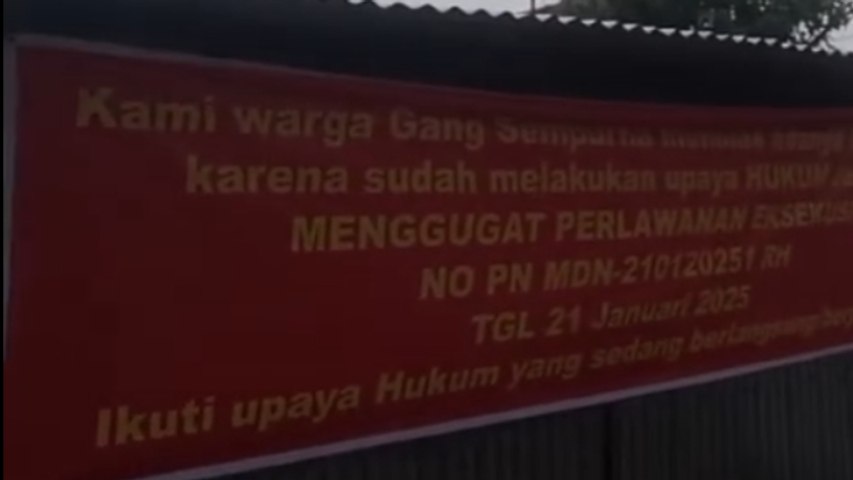 Kami warga Gang Sempurna
karena sudah melakukan upaya HUKUM
MENGGUGAT PERLAWANAN EKSEKUSI
NO PN MDN-210120251 RH
TGL 21 Januari 2025
Ikuti upaya Hukum yang sedang berlangsung